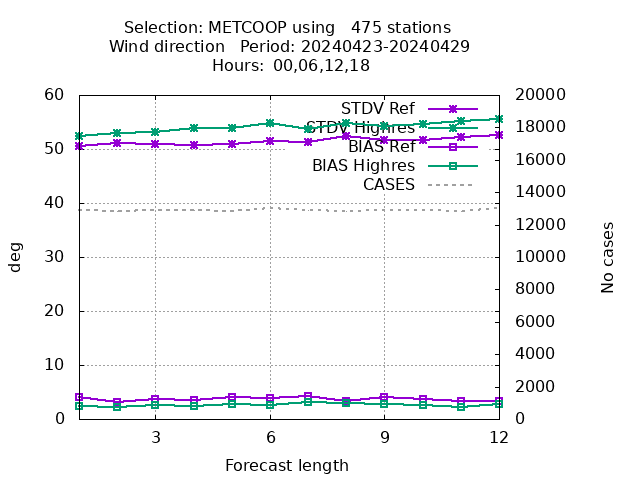 Selection: METCOOP using   475 stations
Wind direction   Period: 20240423-20240429
Hours:  00,06,12,18
60
50
40
30
20
10
0
deg
20000
18000
16000
14000
12000
10000
8000
6000
4000
2000
0
No cases
STDV Ref
STDV Highres
BIAS Ref
BIAS Highres
CASES
3 6 9 12
Forecast length